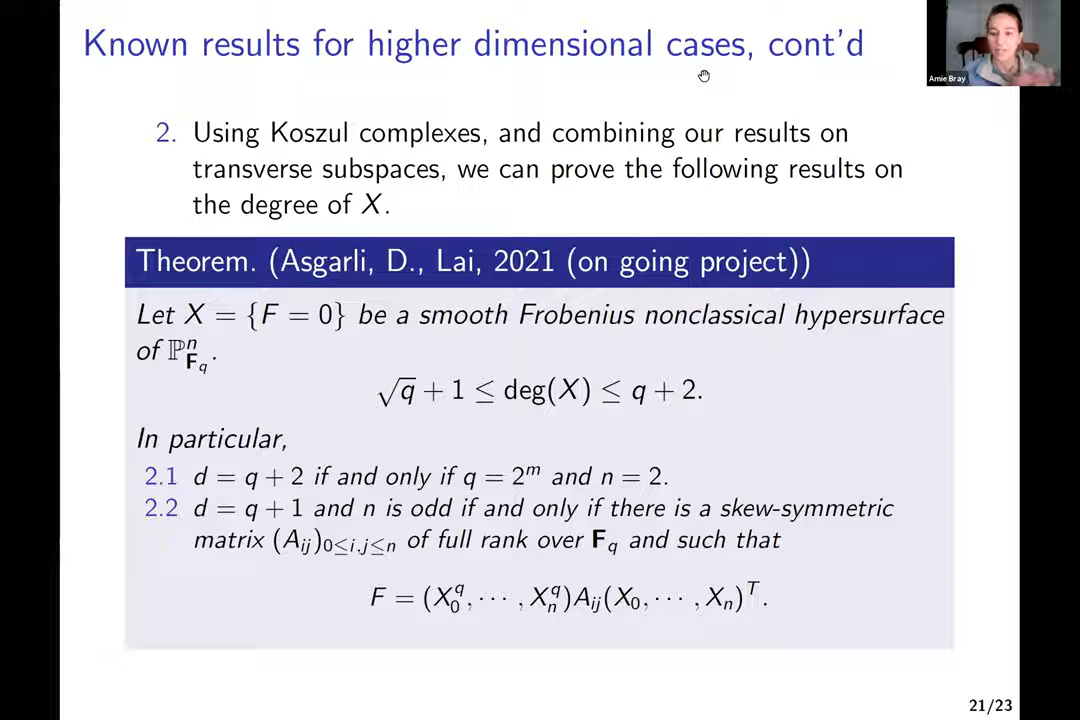 Known results for higher dimensional cases, cont'd
Amie Bray
2. Using Koszul complexes, and combining our results on
transverse subspaces, we can prove the following results on
the degree of X.
Theorem. (Asgarli, D., Lai, 2021 (on going project))
Let X = {F = 0} be a smooth Frobenius nonclassical hypersurface
of ℙⁿ_{F_q}.
√q + 1 ≤ deg(X) ≤ q + 2.
In particular,
2.1 d = q + 2 if and only if q = 2ᵐ and n = 2.
2.2 d = q + 1 and n is odd if and only if there is a skew-symmetric
matrix (A_{ij})_{0≤i,j≤n} of full rank over F_q and such that
F = (X_0^q, ⋯ , X_n^q)A_{ij}(X_0, ⋯ , X_n)^T.
21/23